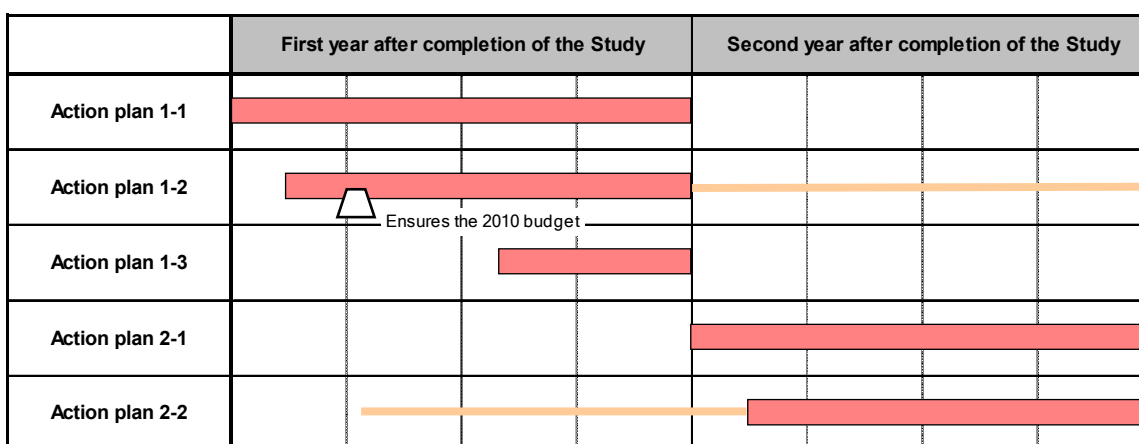 First year after completion of the Study
Second year after completion of the Study
Action plan 1-1
Action plan 1-2
Ensures the 2010 budget
Action plan 1-3
Action plan 2-1
Action plan 2-2